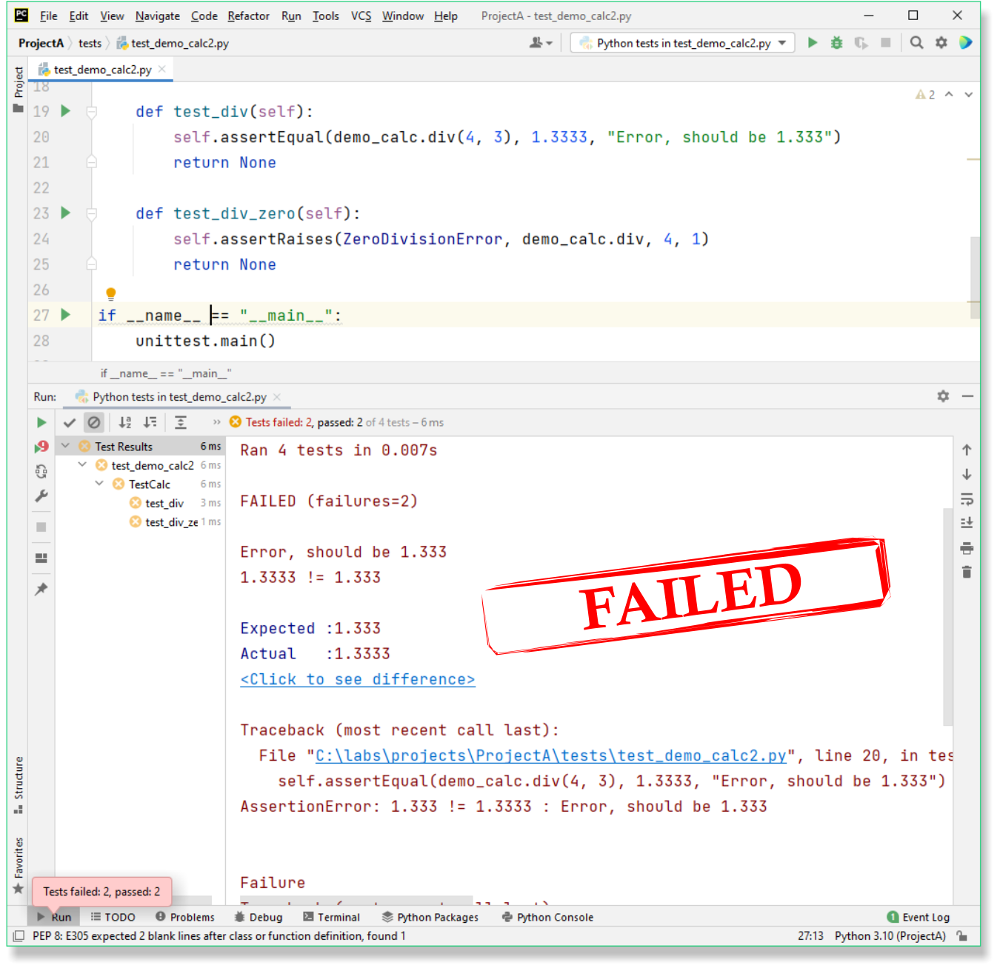 PC File Edit View Navigate Code Refactor Run Tools VCS Window Help ProjectA - test_demo_calc2.py
ProjectA tests test_demo_calc2.py Python tests in test_demo_calc2.py
Project
test_demo_calc2.py
18
2
19 def test_div(self):
20 self.assertEqual(demo_calc.div(4, 3), 1.3333, "Error, should be 1.333")
21 return None
22
23 def test_div_zero(self):
24 self.assertRaises(ZeroDivisionError, demo_calc.div, 4, 1)
25 return None
26
27 if __name__ == "__main__":
28 unittest.main()
if __name__ == "__main__"
Run: Python tests in test_demo_calc2.py
Tests failed: 2, passed: 2 of 4 tests – 6 ms
Test Results 6 ms
test_demo_calc2 6 ms
TestCalc 6 ms
test_div 3 ms
test_div_ze 1 ms
Ran 4 tests in 0.007s
FAILED (failures=2)
Error, should be 1.333
1.3333 != 1.333
FAILED
Expected :1.333
Actual :1.3333
<Click to see difference>
Traceback (most recent call last):
File "C:\labs\projects\ProjectA\tests\test_demo_calc2.py", line 20, in tes
self.assertEqual(demo_calc.div(4, 3), 1.3333, "Error, should be 1.333")
AssertionError: 1.333 != 1.3333 : Error, should be 1.333
Failure
Structure
Favorites
Tests failed: 2, passed: 2
Run TODO Problems Debug Terminal Python Packages Python Console 1 Event Log
PEP 8: E305 expected 2 blank lines after class or function definition, found 1 27:13 Python 3.10 (ProjectA)